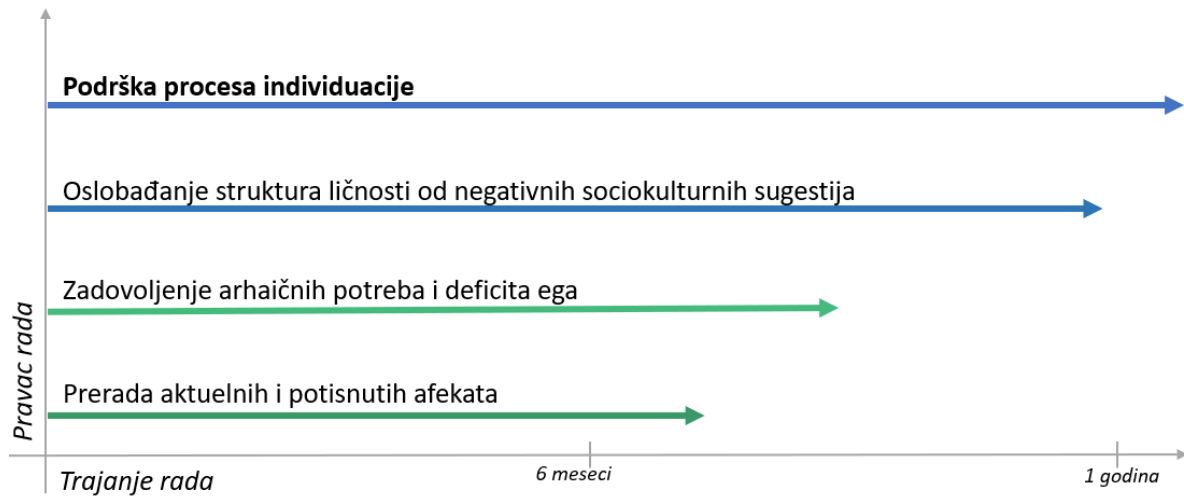 Podrška procesa individuacije
Oslobađanje struktura ličnosti od negativnih sociokulturnih sugestija
Zadovoljenje arhaičnih potreba i deficita ega
Prerada aktuelnih i potisnutih afekata
Pravac rada
Trajanje rada
6 meseci
1 godina